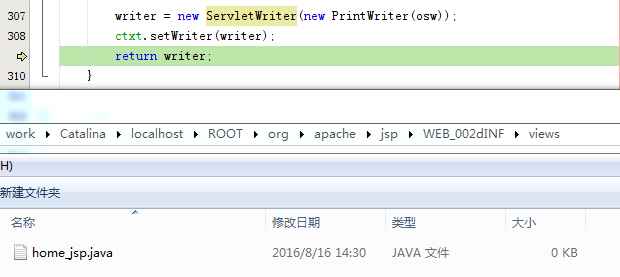 307 writer = new ServletWriter(new PrintWriter(osw));
308 ctxt.setWriter(writer);
return writer;
310 }
work Catalina localhost ROOT org apache jsp WEB_002dINF views
H)
新建文件夹
名称 修改日期 类型 大小
home_jsp.java 2016/8/16 14:30 JAVA 文件 0 KB